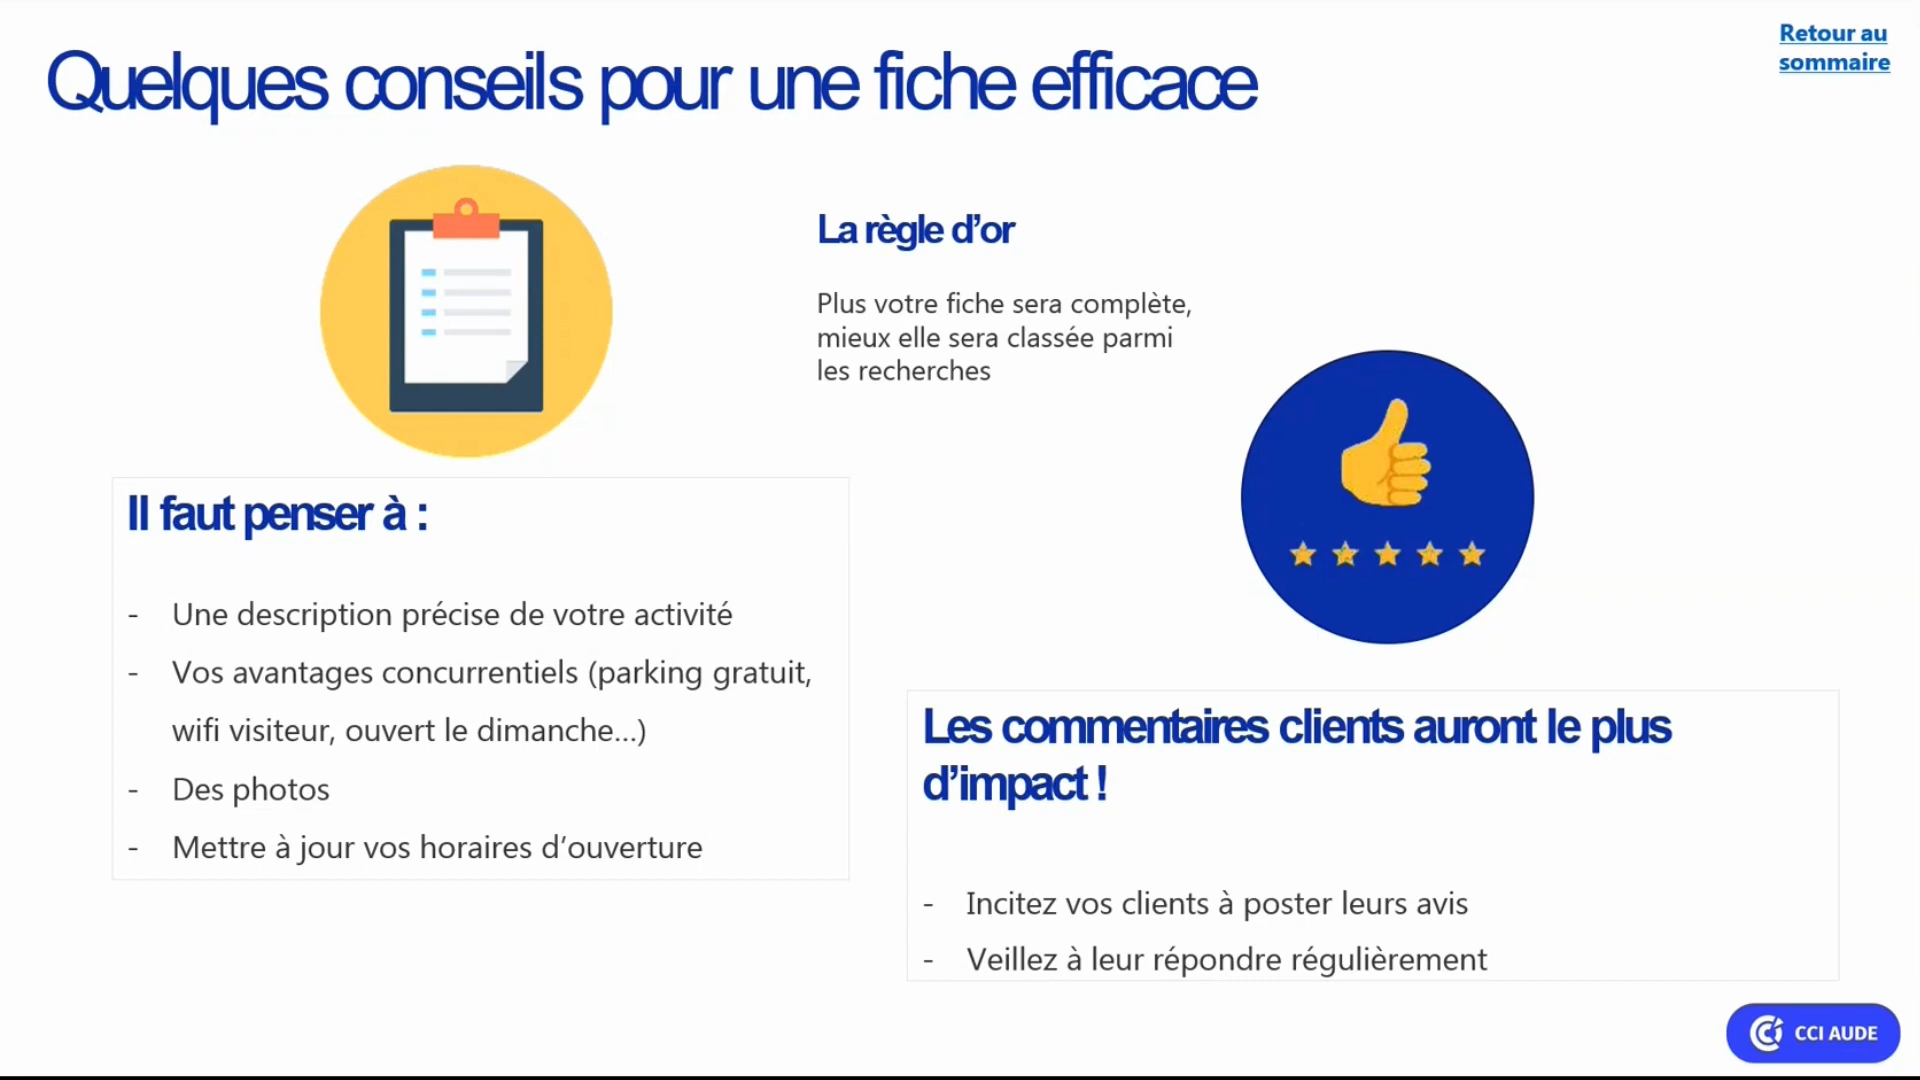 Retour au
sommaire
Quelques conseils pour une fiche efficace
La règle d’or
Plus votre fiche sera complète,
mieux elle sera classée parmi
les recherches
Il faut penser à :
- Une description précise de votre activité
- Vos avantages concurrentiels (parking gratuit,
wifi visiteur, ouvert le dimanche…)
- Des photos
- Mettre à jour vos horaires d’ouverture
Les commentaires clients auront le plus
d’impact !
- Incitez vos clients à poster leurs avis
- Veillez à leur répondre régulièrement
CCI AUDE